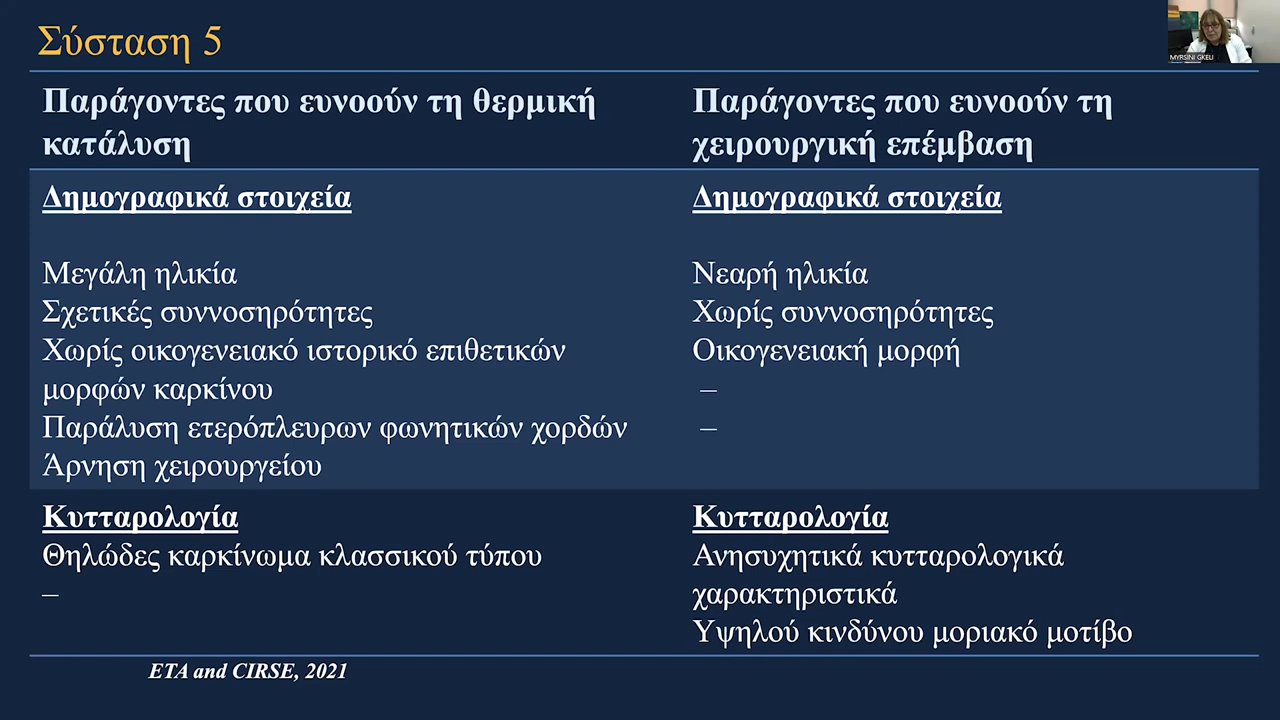 Σύσταση 5
MYRSINI GKELI
Παράγοντες που ευνοούν τη θερμική
κατάλυση
Παράγοντες που ευνοούν τη
χειρουργική επέμβαση
Δημογραφικά στοιχεία
Μεγάλη ηλικία
Σχετικές συννοσηρότητες
Χωρίς οικογενειακό ιστορικό επιθετικών
μορφών καρκίνου
Παράλυση ετερόπλευρων φωνητικών χορδών
Άρνηση χειρουργείου
Δημογραφικά στοιχεία
Νεαρή ηλικία
Χωρίς συννοσηρότητες
Οικογενειακή μορφή
–
–
Κυτταρολογία
Θηλώδες καρκίνωμα κλασσικού τύπου
–
Κυτταρολογία
Ανησυχητικά κυτταρολογικά
χαρακτηριστικά
Υψηλού κινδύνου μοριακό μοτίβο
ETA and CIRSE, 2021